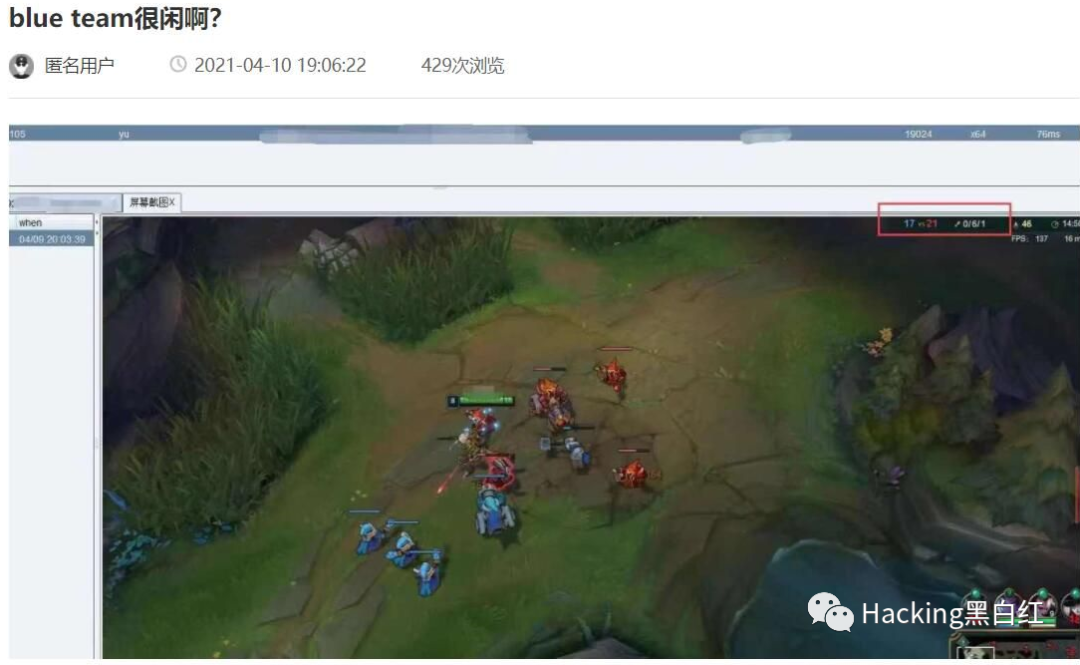 blue team很闲啊？
匿名用户 2021-04-10 19:06:22 429次浏览
105 yu 19024 x64 76ms
屏幕截图X
when
04/09 20:03:39
17 vs 21 0/6/1 46 14:5
FPS: 137 16 m
Hacking黑白红